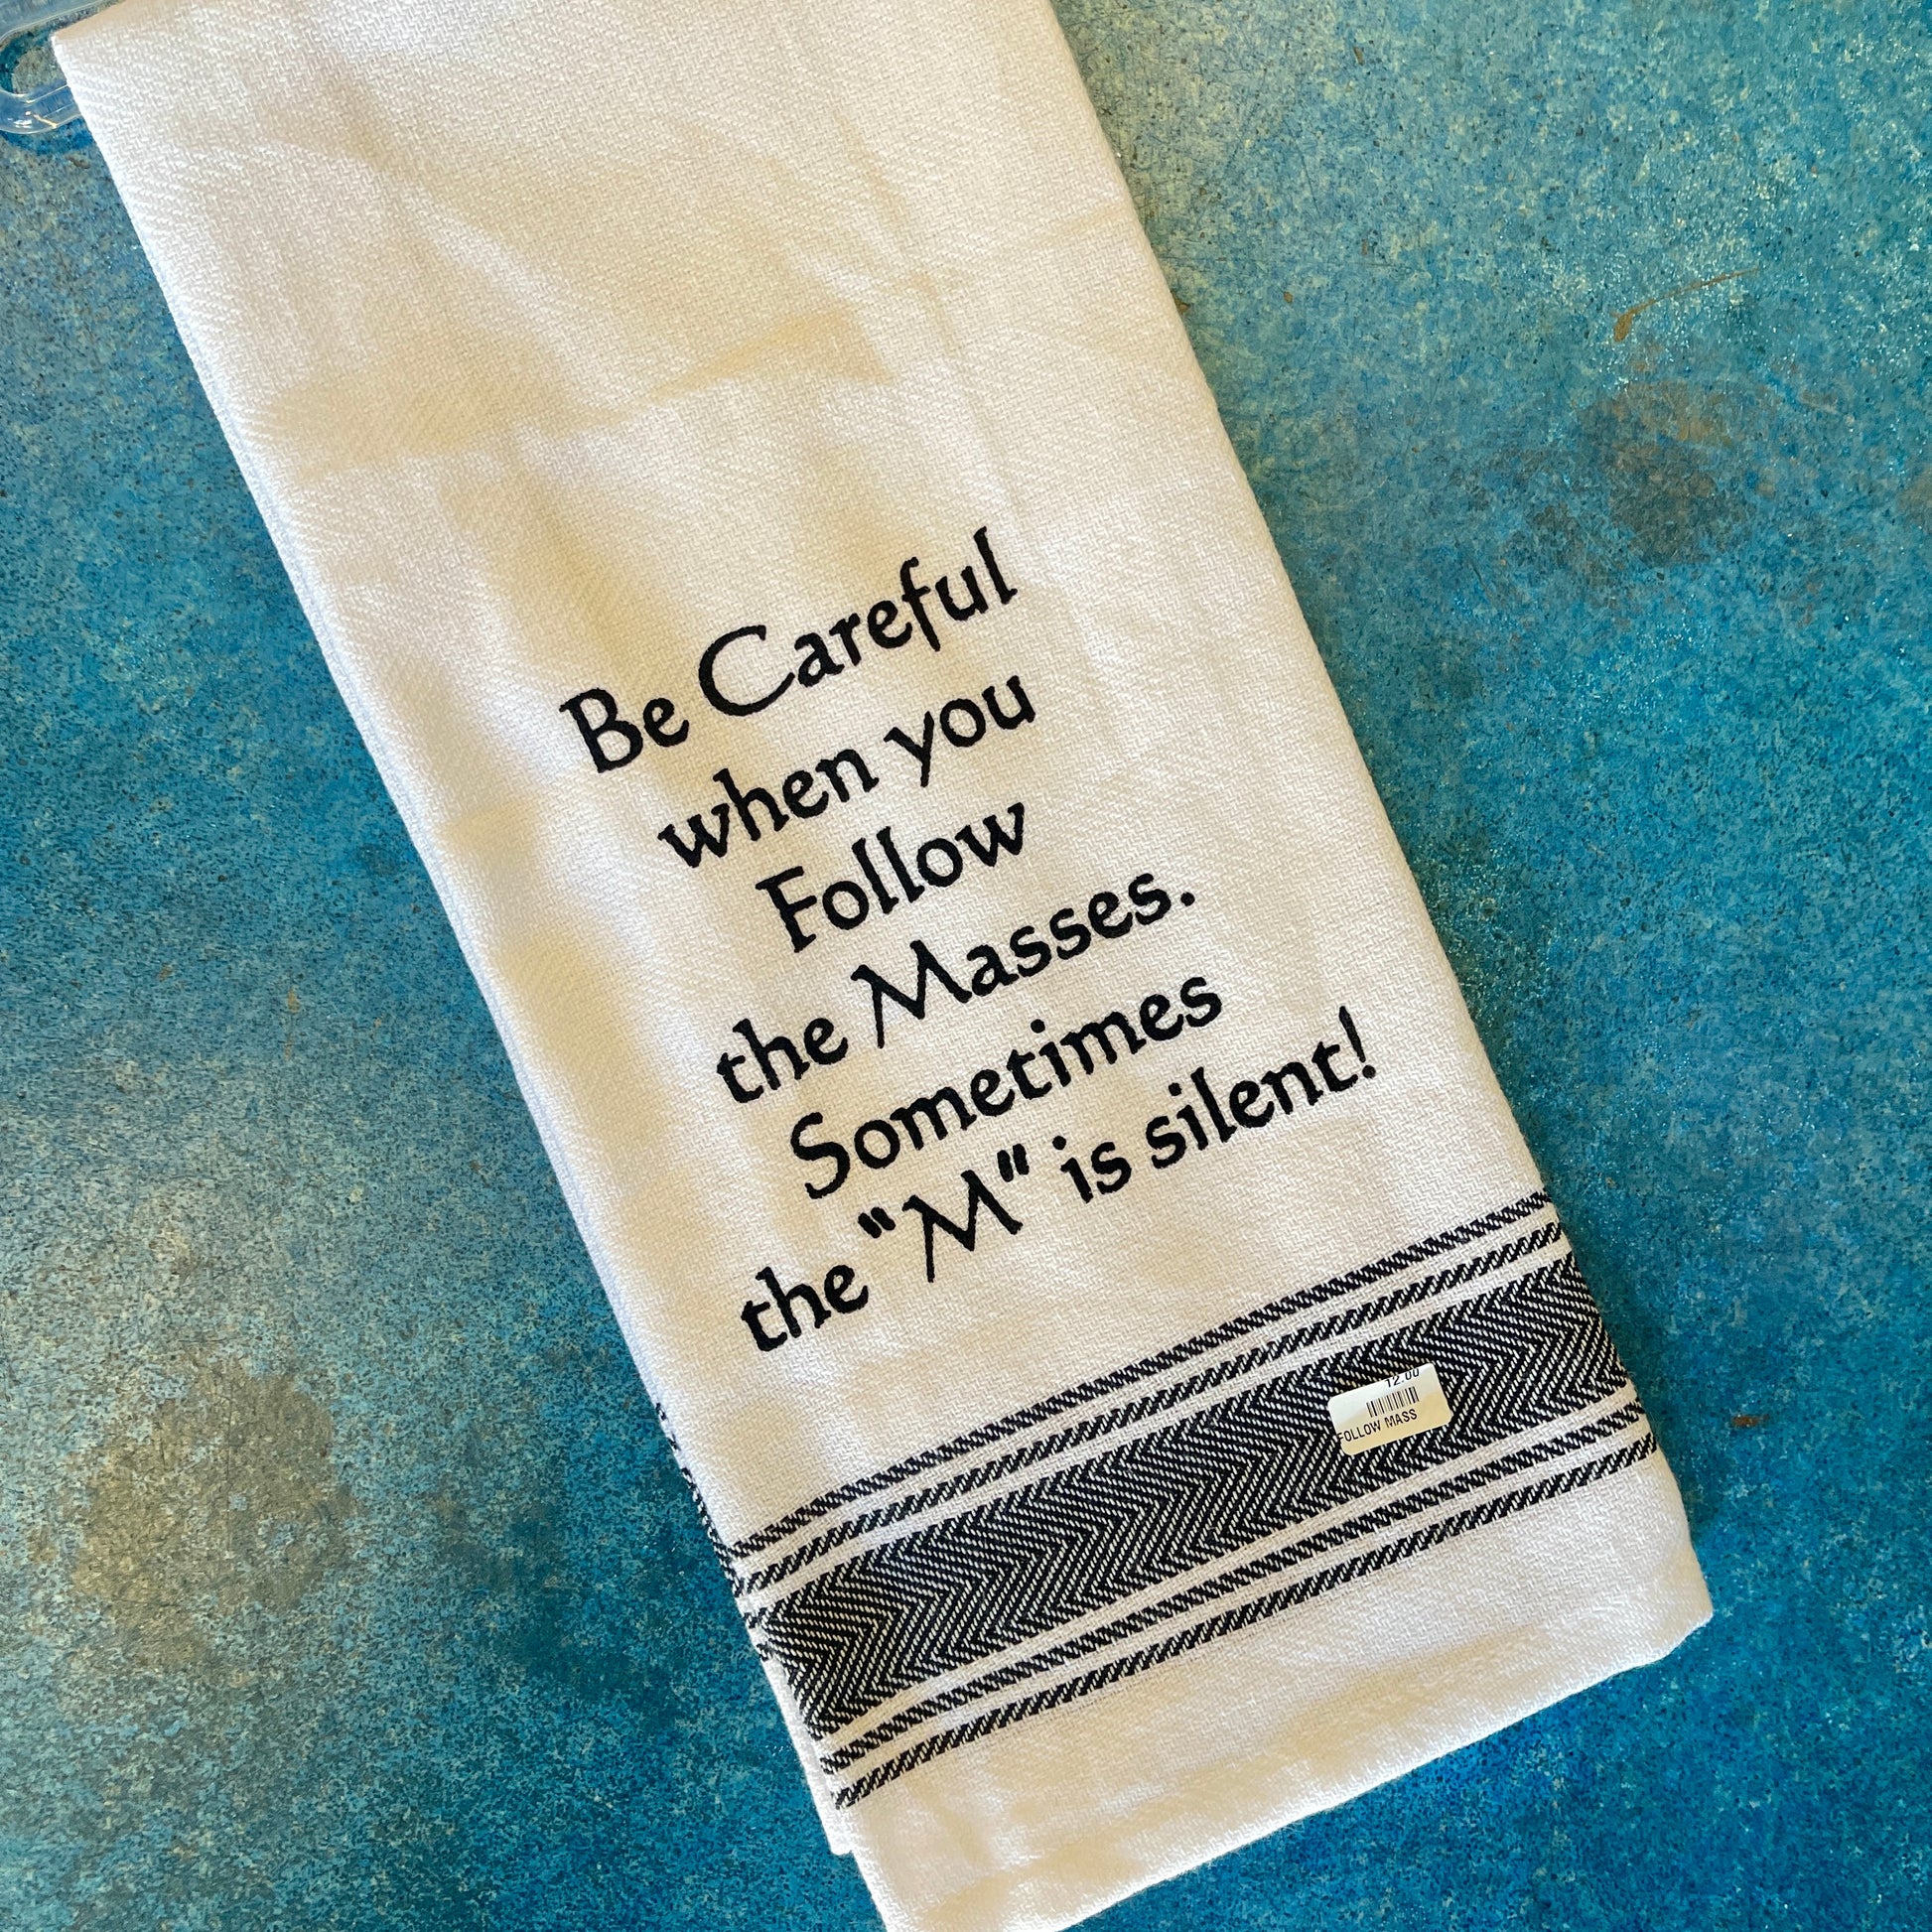 Be Careful
when you
Follow
the Masses.
Sometimes
the "M" is silent!
12.00
FOLLOW MASS